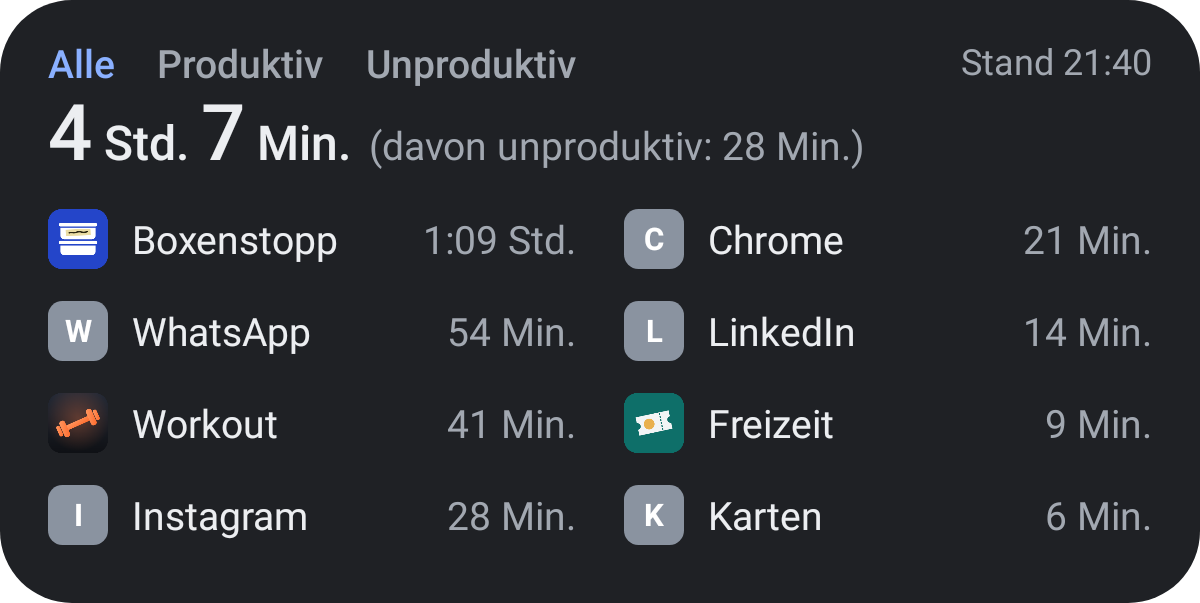 Alle Produktiv Unproduktiv Stand 21:40
4 Std. 7 Min. (davon unproduktiv: 28 Min.)
Boxenstopp 1:09 Std. C Chrome 21 Min.
W WhatsApp 54 Min. L LinkedIn 14 Min.
Workout 41 Min. Freizeit 9 Min.
I Instagram 28 Min. K Karten 6 Min.